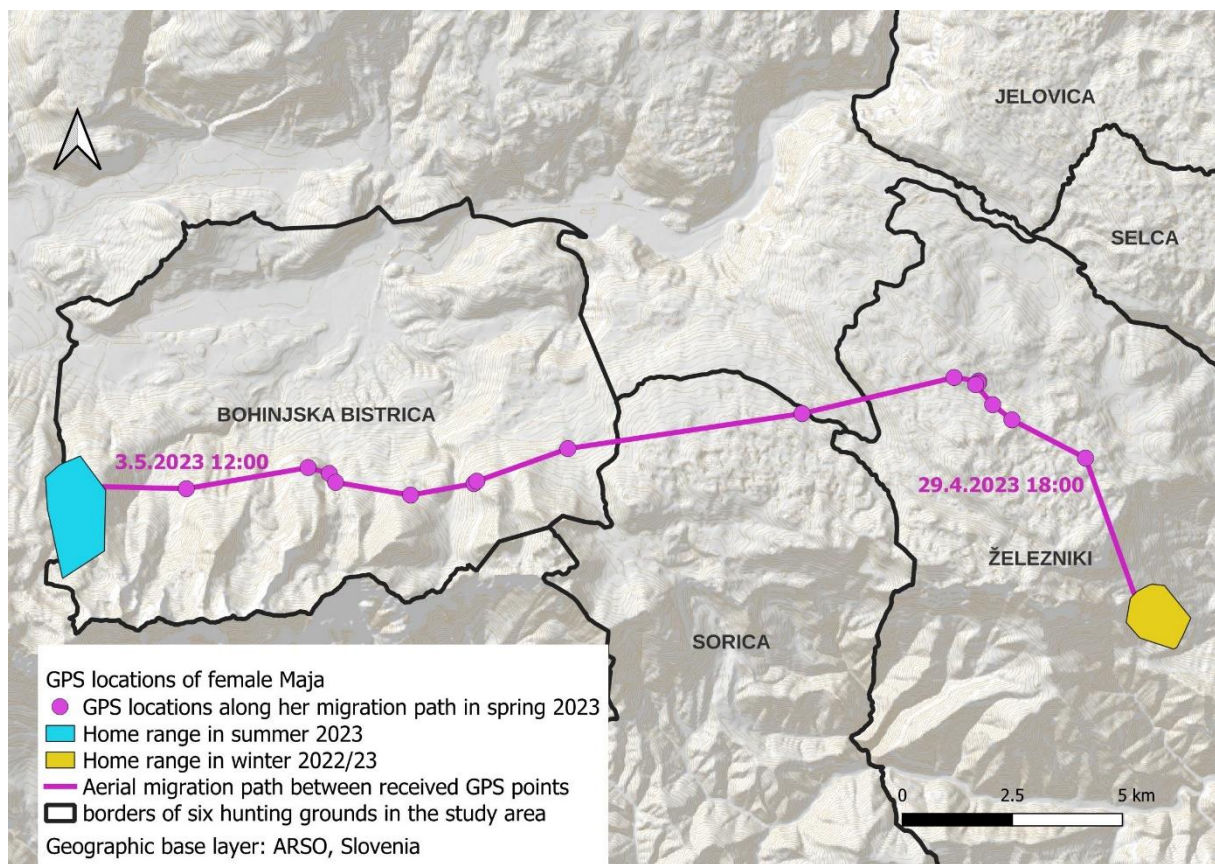 JELOVICA
SELCA
BOHINJSKA BISTRICA
3.5.2023 12:00
29.4.2023 18:00
ŽELEZNIKI
SORICA
GPS locations of female Maja
GPS locations along her migration path in spring 2023
Home range in summer 2023
Home range in winter 2022/23
Aerial migration path between received GPS points
borders of six hunting grounds in the study area
Geographic base layer: ARSO, Slovenia
0 2.5 5 km